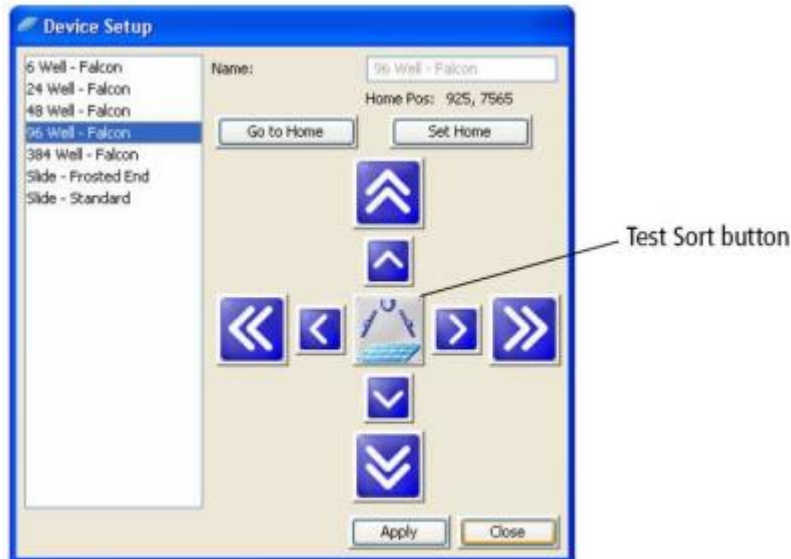 Device Setup
6 Well - Falcon
24 Well - Falcon
48 Well - Falcon
96 Well - Falcon
384 Well - Falcon
Slide - Frosted End
Slide - Standard
Name:
96 Well - Falcon
Home Pos: 925, 7565
Go to Home
Set Home
Test Sort button
Apply
Close